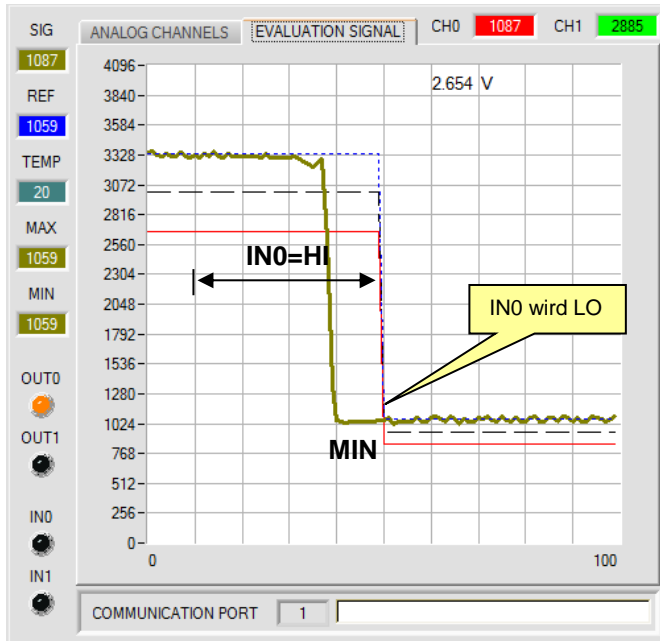 SIG
1087
REF
1059
TEMP
20
MAX
1059
MIN
1059
OUT0
OUT1
IN0
IN1
ANALOG CHANNELS
EVALUATION SIGNAL
CH0
1087
CH1
2885
2.654 V
4096
3840
3584
3328
3072
2816
2560
2304
2048
1792
1536
1280
1024
768
512
256
0
0
100
IN0=HI
IN0 wird LO
MIN
COMMUNICATION PORT
1